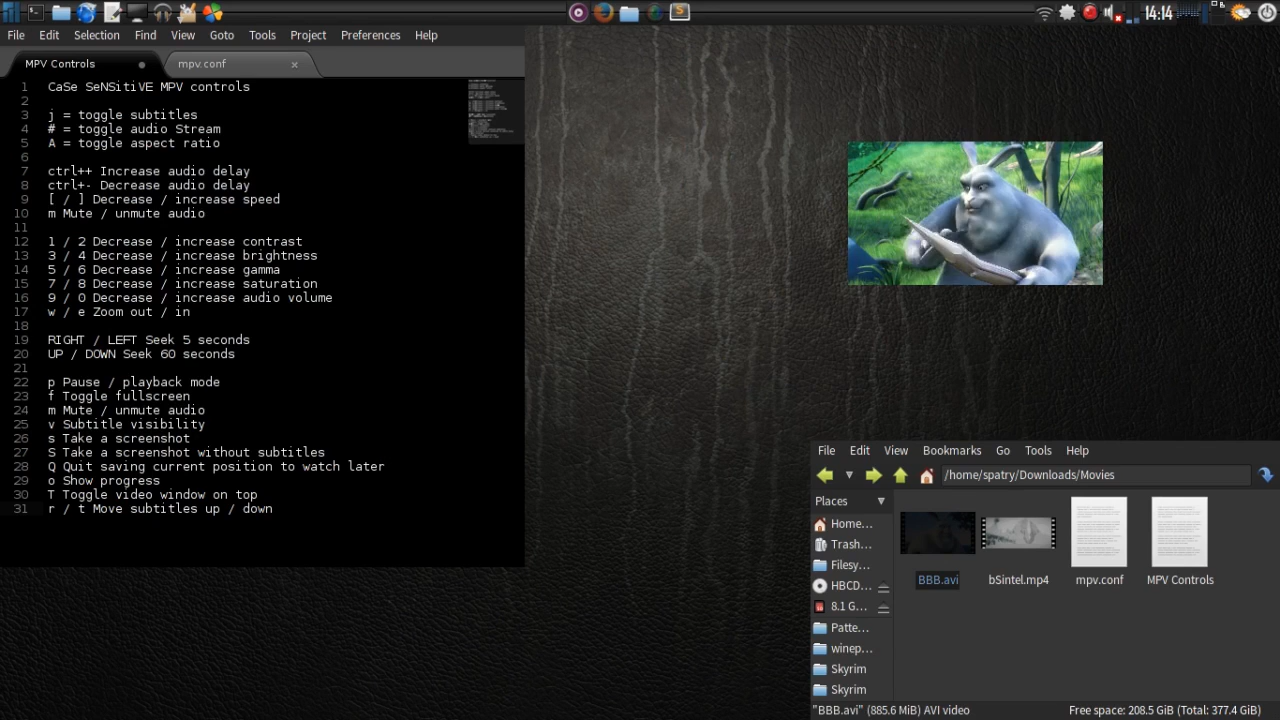 14:14
File Edit Selection Find View Goto Tools Project Preferences Help
MPV Controls
mpv.conf
1 CaSe SeNSitiVE MPV controls
2
3 j = toggle subtitles
4 # = toggle audio Stream
5 A = toggle aspect ratio
6
7 ctrl++ Increase audio delay
8 ctrl+- Decrease audio delay
9 [ / ] Decrease / increase speed
10 m Mute / unmute audio
11
12 1 / 2 Decrease / increase contrast
13 3 / 4 Decrease / increase brightness
14 5 / 6 Decrease / increase gamma
15 7 / 8 Decrease / increase saturation
16 9 / 0 Decrease / increase audio volume
17 w / e Zoom out / in
18
19 RIGHT / LEFT Seek 5 seconds
20 UP / DOWN Seek 60 seconds
21
22 p Pause / playback mode
23 f Toggle fullscreen
24 m Mute / unmute audio
25 v Subtitle visibility
26 s Take a screenshot
27 S Take a screenshot without subtitles
28 Q Quit saving current position to watch later
29 o Show progress
30 T Toggle video window on top
31 r / t Move subtitles up / down
File Edit View Bookmarks Go Tools Help
/home/spatry/Downloads/Movies
Places
Home...
Trash...
Filesy...
HBCD...
8.1 G...
Patte...
winep...
Skyrim
Skyrim
BBB.avi
bSintel.mp4
mpv.conf
MPV Controls
"BBB.avi" (885.6 MiB) AVI video
Free space: 208.5 GiB (Total: 377.4 GiB)